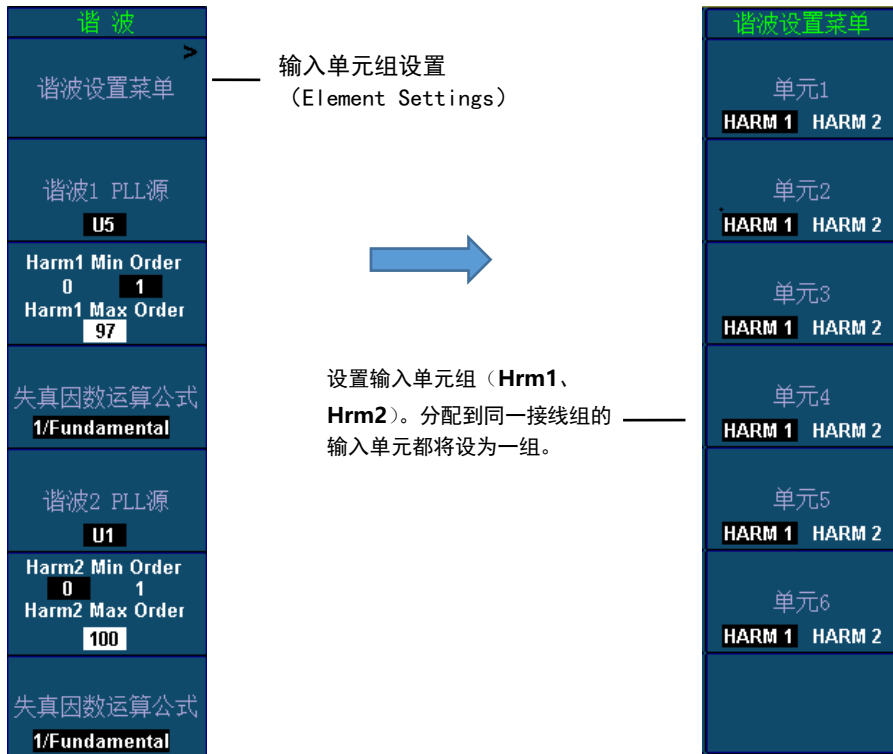 谐 波
>
谐波设置菜单
谐波1 PLL源
U5
Harm1 Min Order
0 1
Harm1 Max Order
97
失真因数运算公式
1/Fundamental
谐波2 PLL源
U1
Harm2 Min Order
0 1
Harm2 Max Order
100
失真因数运算公式
1/Fundamental
输入单元组设置
（Element Settings）
设置输入单元组（Hrm1、
Hrm2）。分配到同一接线组的
输入单元都将设为一组。
谐波设置菜单
单元1
HARM 1 HARM 2
单元2
HARM 1 HARM 2
单元3
HARM 1 HARM 2
单元4
HARM 1 HARM 2
单元5
HARM 1 HARM 2
单元6
HARM 1 HARM 2